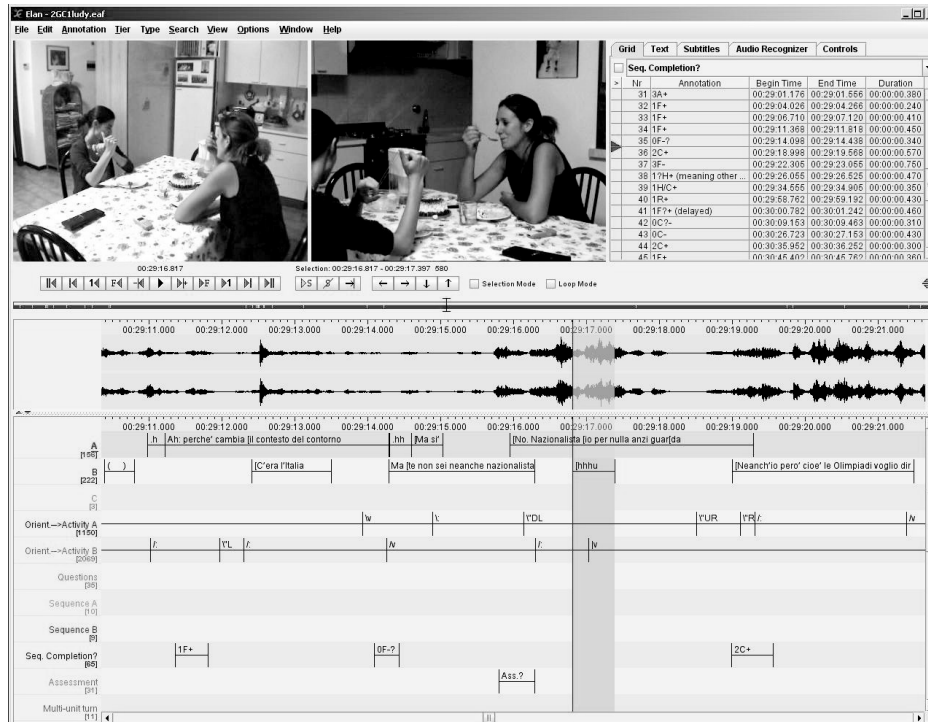 Elan - 2GC1ludy.eaf
File Edit Annotation Tier Type Search View Options Window Help
Grid Text Subtitles Audio Recognizer Controls
Seq. Completion?
> Nr Annotation Begin Time End Time Duration
31 3A+ 00:29:01.176 00:29:01.556 00:00:00.380
32 1F+ 00:29:04.026 00:29:04.266 00:00:00.240
33 1F+ 00:29:06.710 00:29:07.120 00:00:00.410
34 1F+ 00:29:11.368 00:29:11.818 00:00:00.450
35 0F-? 00:29:14.098 00:29:14.438 00:00:00.340
36 2C+ 00:29:18.998 00:29:19.568 00:00:00.570
37 3F- 00:29:22.305 00:29:23.055 00:00:00.750
38 1?H+ (meaning other ... 00:29:26.055 00:29:26.525 00:00:00.470
39 1H/C+ 00:29:34.555 00:29:34.905 00:00:00.350
40 1R+ 00:29:58.762 00:29:59.192 00:00:00.430
41 1F?+ (delayed) 00:30:00.782 00:30:01.242 00:00:00.460
42 0C?- 00:30:09.153 00:30:09.463 00:00:00.310
43 0C- 00:30:26.723 00:30:27.153 00:00:00.430
44 2C+ 00:30:35.952 00:30:36.252 00:00:00.300
45 1F+ 00:30:45.402 00:30:45.762 00:00:00.360
00:29:16.817 Selection: 00:29:16.817 - 00:29:17.397 580
Selection Mode Loop Mode
00:29:11.000 00:29:12.000 00:29:13.000 00:29:14.000 00:29:15.000 00:29:16.000 00:29:17.000 00:29:18.000 00:29:19.000 00:29:20.000 00:29:21.000
00:29:11.000 00:29:12.000 00:29:13.000 00:29:14.000 00:29:15.000 00:29:16.000 00:29:17.000 00:29:18.000 00:29:19.000 00:29:20.000 00:29:21.000
A .h Ah: perche' cambia [il contesto del contorno .hh [Ma si' [No. Nazionalista [io per nulla anzi guar[da
[156]
B ( ) [C'era l'Italia Ma [te non sei neanche nazionalista [hhhu [Neanch'io pero' cioe' le Olimpiadi voglio dir
[222]
C
[3]
Orient.-->Activity A \v \: \"DL \"UR \"R /: /v
[1150]
Orient.-->Activity B /: \"L /: /v /: |v
[2069]
Questions
[35]
Sequence A
[10]
Sequence B
[9]
Seq. Completion? 1F+ 0F-? 2C+
[65]
Assessment Ass.?
[31]
Multi-unit turn
[11]